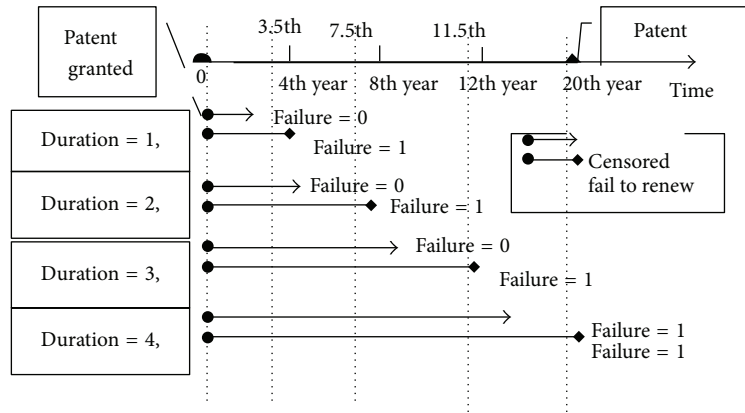 Patent
granted
3.5th
7.5th
11.5th
Patent
0
4th year
8th year
12th year
20th year
Time
Duration = 1,
Failure = 0
Failure = 1
Censored
fail to renew
Duration = 2,
Failure = 0
Failure = 1
Duration = 3,
Failure = 0
Failure = 1
Duration = 4,
Failure = 1
Failure = 1